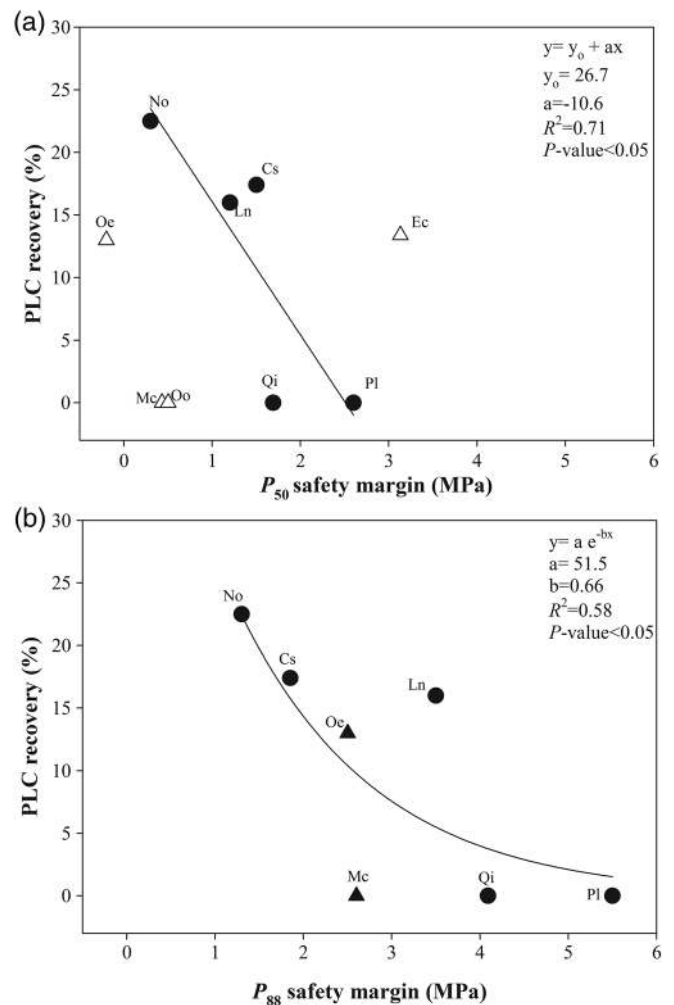 (a)
30
25
20
15
10
5
0
PLC recovery (%)
y= y₀ + ax
y₀= 26.7
a=-10.6
R²=0.71
P-value<0.05
No
Cs
Ln
Oe
Ec
Mc Oo
Qi
Pl
0 1 2 3 4 5 6
P₅₀ safety margin (MPa)
(b)
30
25
20
15
10
5
0
PLC recovery (%)
y= a e⁻ᵇˣ
a= 51.5
b=0.66
R²=0.58
P-value<0.05
No
Cs
Ln
Oe
Mc
Qi
Pl
0 1 2 3 4 5 6
P₈₈ safety margin (MPa)